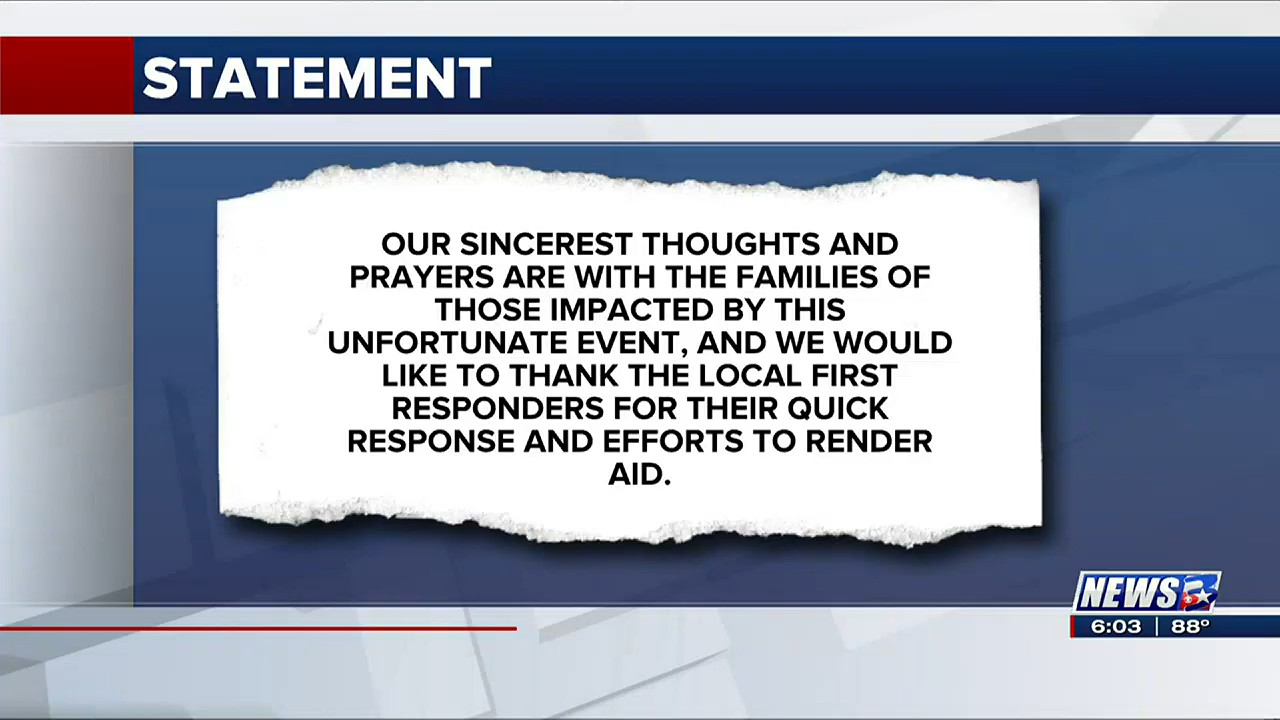 STATEMENT
OUR SINCEREST THOUGHTS AND
PRAYERS ARE WITH THE FAMILIES OF
THOSE IMPACTED BY THIS
UNFORTUNATE EVENT, AND WE WOULD
LIKE TO THANK THE LOCAL FIRST
RESPONDERS FOR THEIR QUICK
RESPONSE AND EFFORTS TO RENDER
AID.
NEWS 3
6:03 | 88°